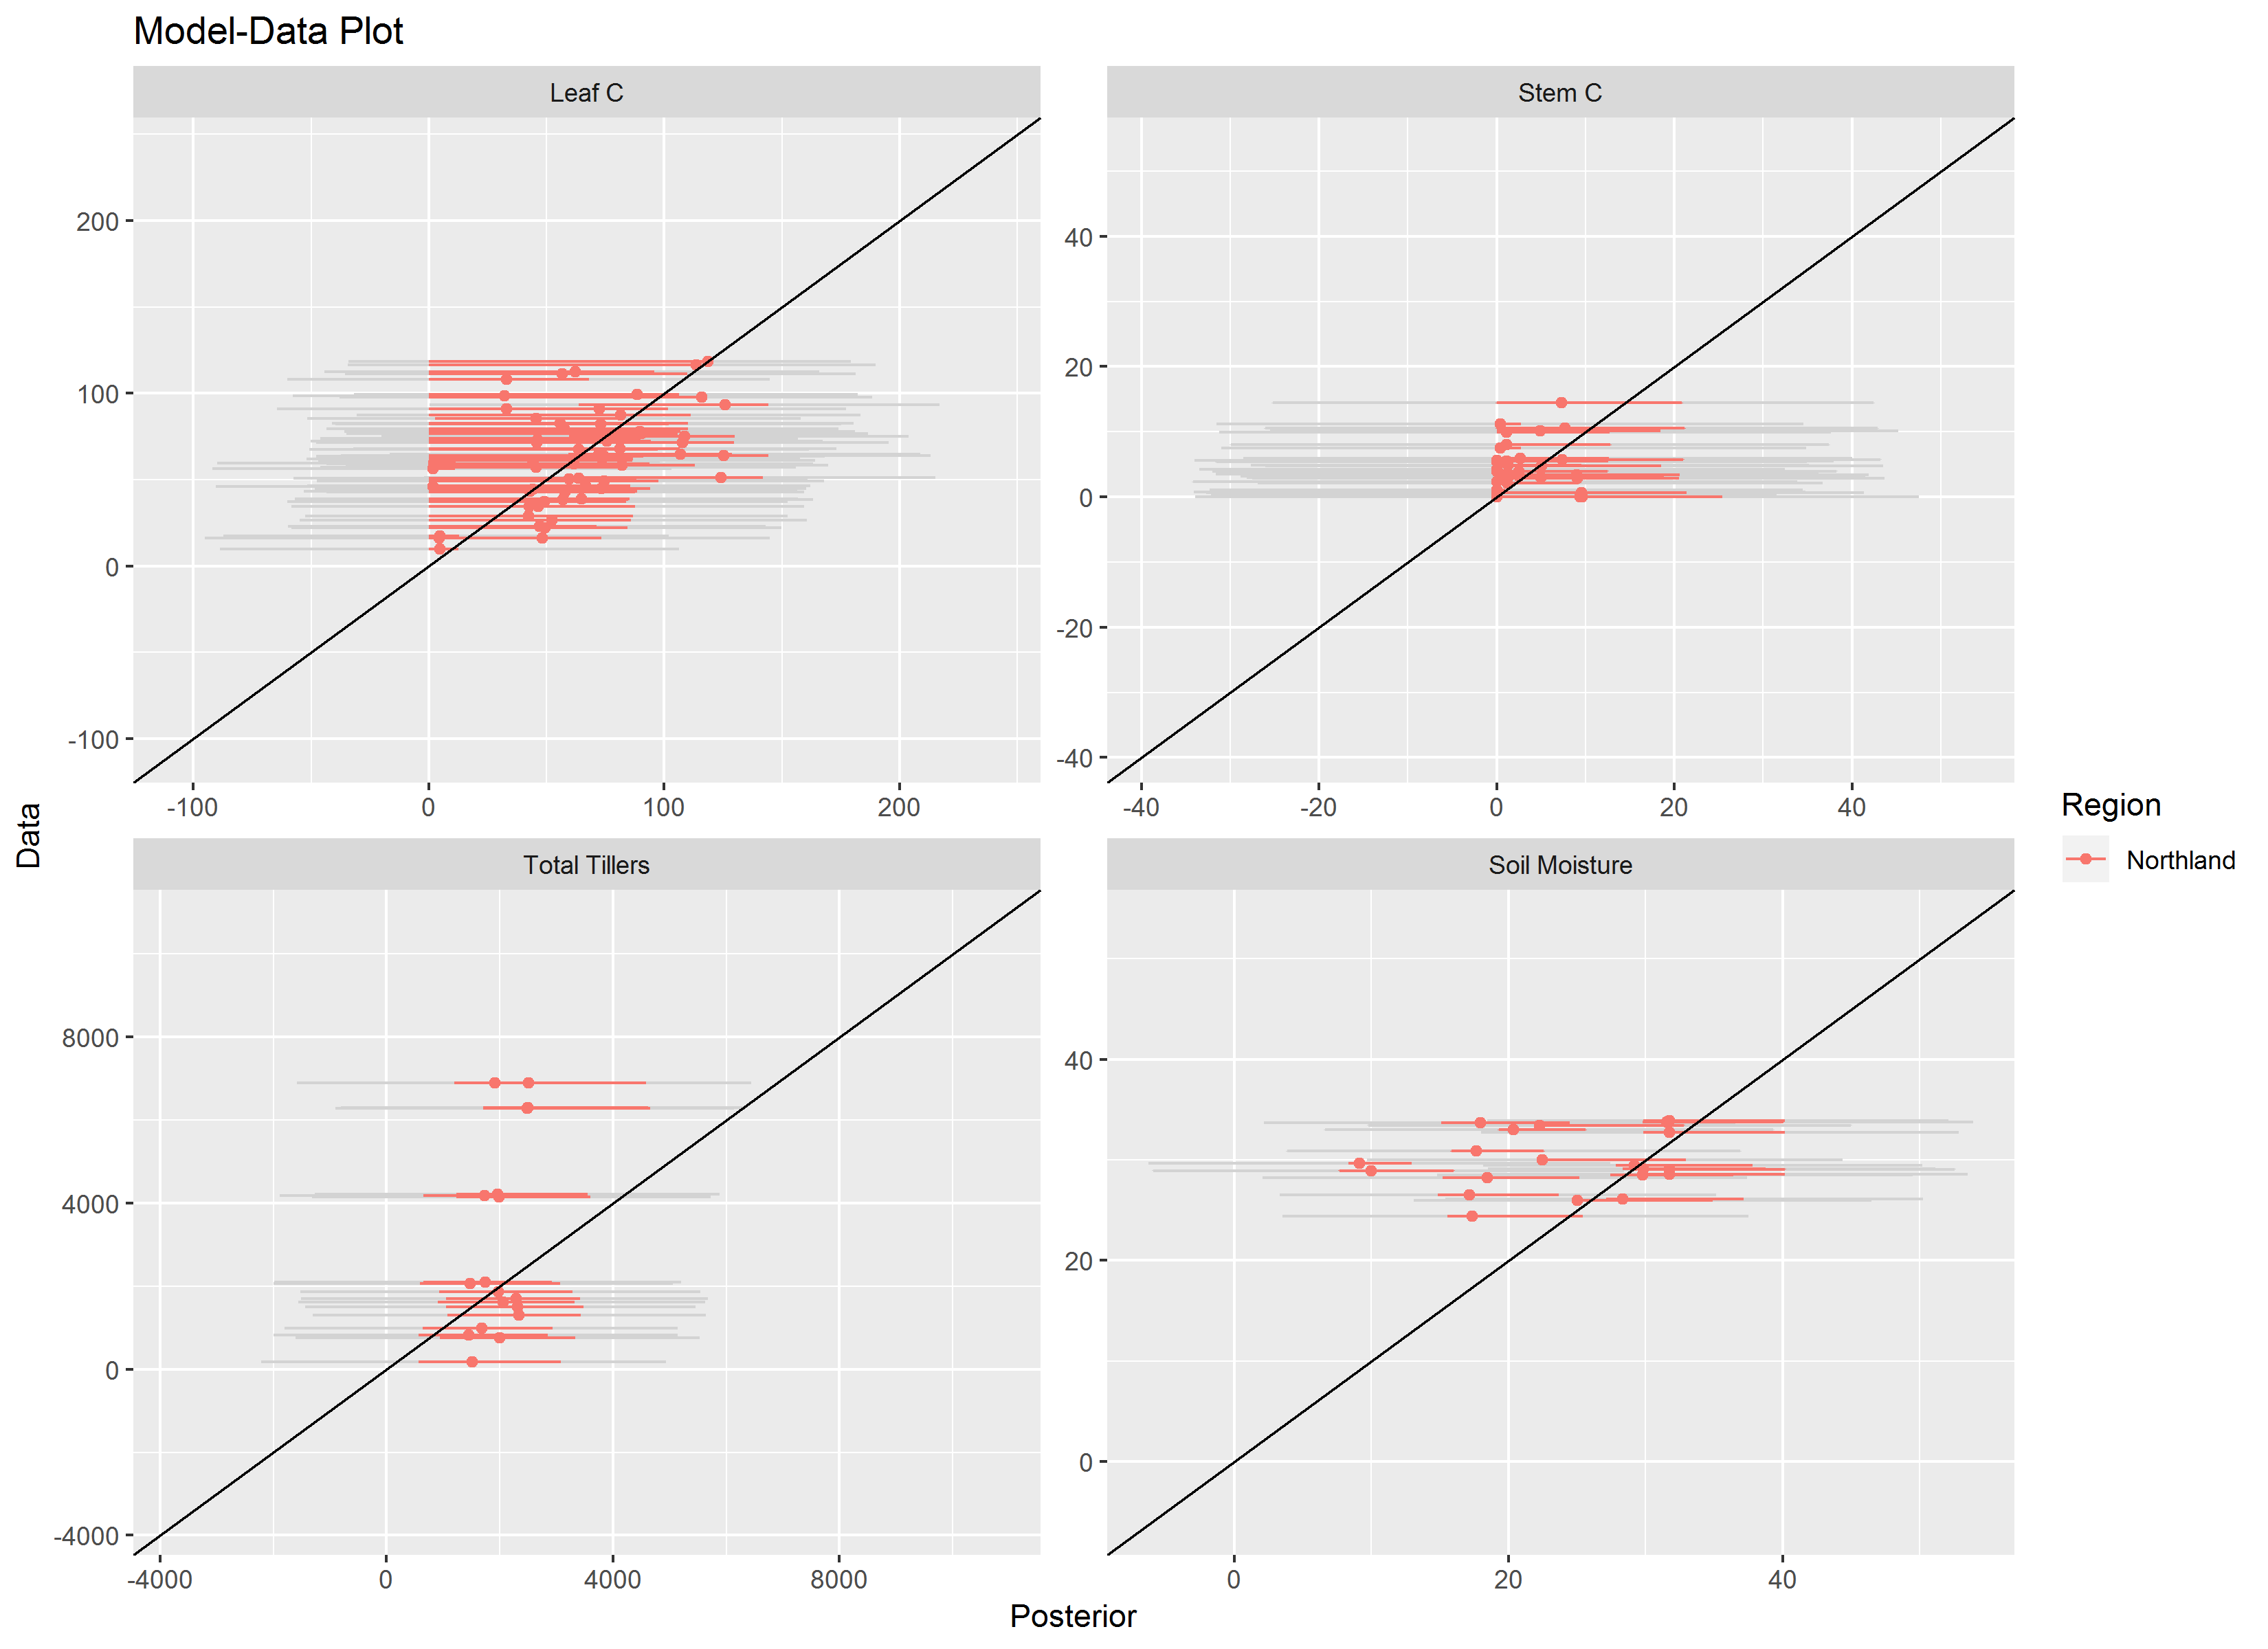 Model-Data Plot
Leaf C
Stem C
200
100
0
-100
-100 0 100 200
40
20
0
-20
-40
-40 -20 0 20 40
Data
Total Tillers
Soil Moisture
8000
4000
0
-4000
-4000 0 4000 8000
40
20
0
0 20 40
Posterior
Region
Northland